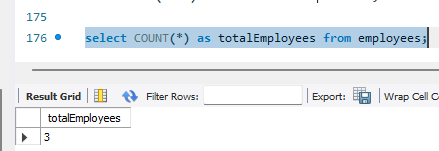 175
176 select COUNT(*) as totalEmployees from employees;
Result Grid Filter Rows: Export: Wrap Cell Co
totalEmployees
3